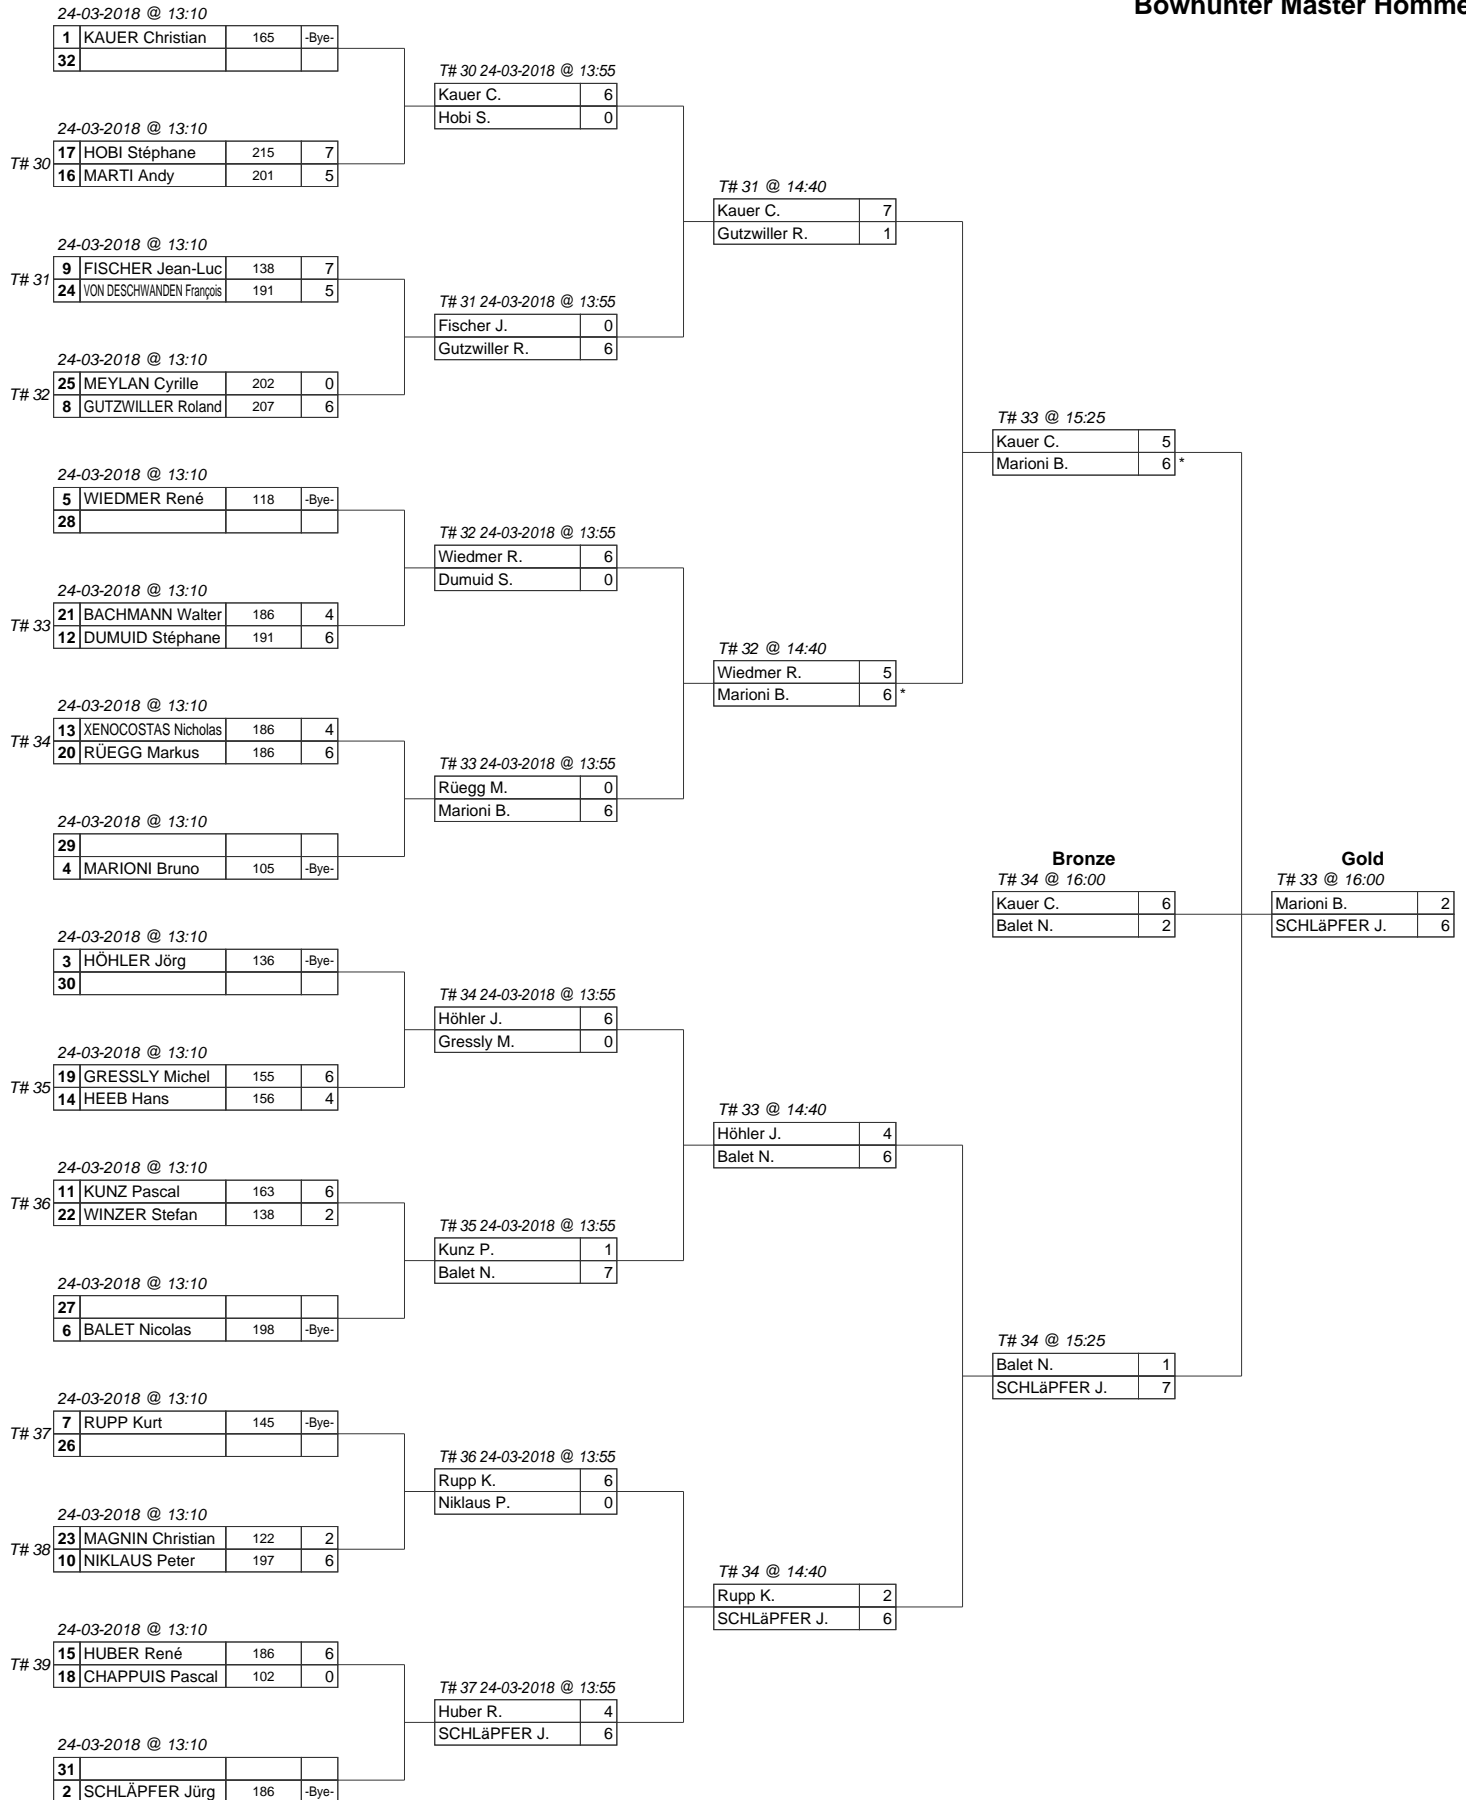 Bowhunter Master Homme
24-03-2018 @ 13:10
1 KAUER Christian 165 -Bye-
32
T# 30 24-03-2018 @ 13:55
Kauer C. 6
Hobi S. 0
24-03-2018 @ 13:10
T# 30
17 HOBI Stéphane 215 7
16 MARTI Andy 201 5
T# 31 @ 14:40
Kauer C. 7
Gutzwiller R. 1
24-03-2018 @ 13:10
T# 31
9 FISCHER Jean-Luc 138 7
24 VON DESCHWANDEN François 191 5
T# 31 24-03-2018 @ 13:55
Fischer J. 0
Gutzwiller R. 6
24-03-2018 @ 13:10
T# 32
25 MEYLAN Cyrille 202 0
8 GUTZWILLER Roland 207 6
T# 33 @ 15:25
Kauer C. 5
Marioni B. 6 *
24-03-2018 @ 13:10
5 WIEDMER René 118 -Bye-
28
T# 32 24-03-2018 @ 13:55
Wiedmer R. 6
Dumuid S. 0
24-03-2018 @ 13:10
T# 33
21 BACHMANN Walter 186 4
12 DUMUID Stéphane 191 6
T# 32 @ 14:40
Wiedmer R. 5
Marioni B. 6 *
24-03-2018 @ 13:10
T# 34
13 XENOCOSTAS Nicholas 186 4
20 RÜEGG Markus 186 6
T# 33 24-03-2018 @ 13:55
Rüegg M. 0
Marioni B. 6
24-03-2018 @ 13:10
29
4 MARIONI Bruno 105 -Bye-
Bronze
T# 34 @ 16:00
Kauer C. 6
Balet N. 2
Gold
T# 33 @ 16:00
Marioni B. 2
SCHLäPFER J. 6
24-03-2018 @ 13:10
3 HÖHLER Jörg 136 -Bye-
30
T# 34 24-03-2018 @ 13:55
Höhler J. 6
Gressly M. 0
24-03-2018 @ 13:10
T# 35
19 GRESSLY Michel 155 6
14 HEEB Hans 156 4
T# 33 @ 14:40
Höhler J. 4
Balet N. 6
24-03-2018 @ 13:10
T# 36
11 KUNZ Pascal 163 6
22 WINZER Stefan 138 2
T# 35 24-03-2018 @ 13:55
Kunz P. 1
Balet N. 7
24-03-2018 @ 13:10
27
6 BALET Nicolas 198 -Bye-
T# 34 @ 15:25
Balet N. 1
SCHLäPFER J. 7
24-03-2018 @ 13:10
T# 37
7 RUPP Kurt 145 -Bye-
26
T# 36 24-03-2018 @ 13:55
Rupp K. 6
Niklaus P. 0
24-03-2018 @ 13:10
T# 38
23 MAGNIN Christian 122 2
10 NIKLAUS Peter 197 6
T# 34 @ 14:40
Rupp K. 2
SCHLäPFER J. 6
24-03-2018 @ 13:10
T# 39
15 HUBER René 186 6
18 CHAPPUIS Pascal 102 0
T# 37 24-03-2018 @ 13:55
Huber R. 4
SCHLäPFER J. 6
24-03-2018 @ 13:10
31
2 SCHLÄPFER Jürg 186 -Bye-